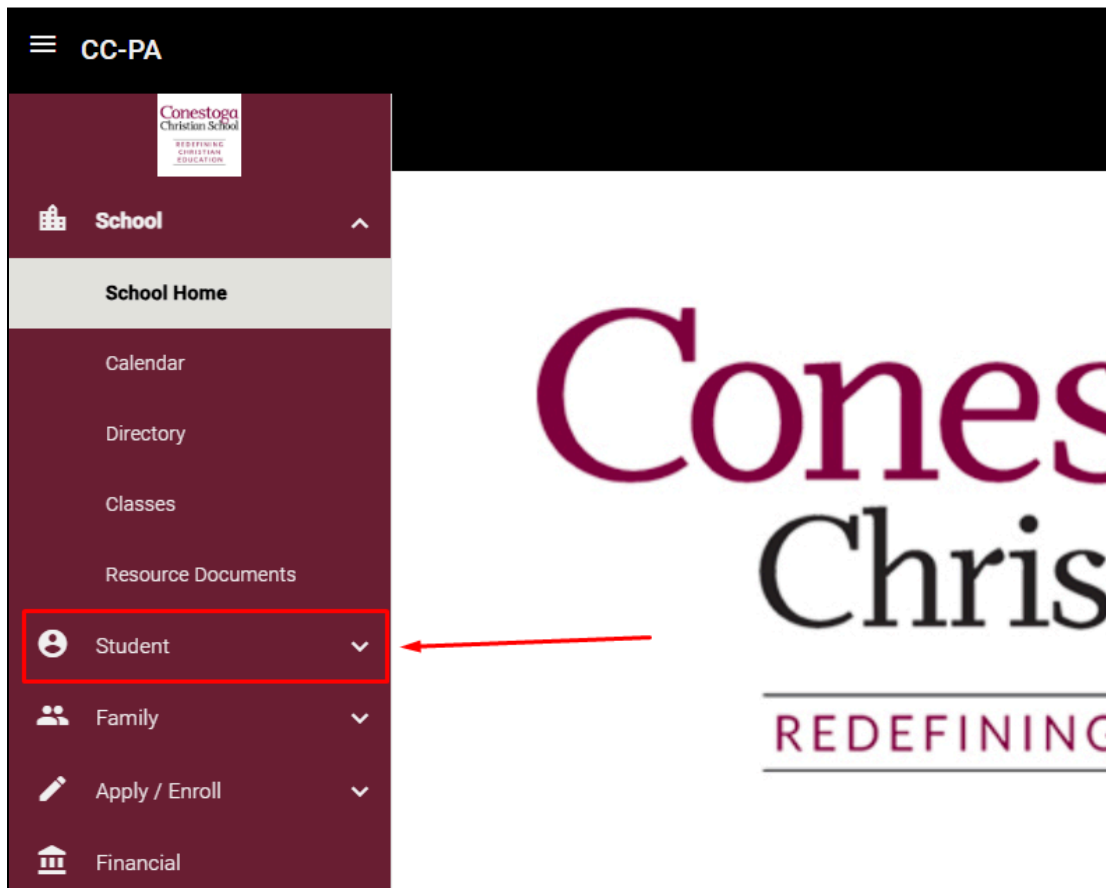 CC-PA
Conestoga
Christian School
REDEFINING
CHRISTIAN
EDUCATION
School
School Home
Calendar
Directory
Classes
Resource Documents
Student
Family
Apply / Enroll
Financial
Cones
Chris
REDEFINING